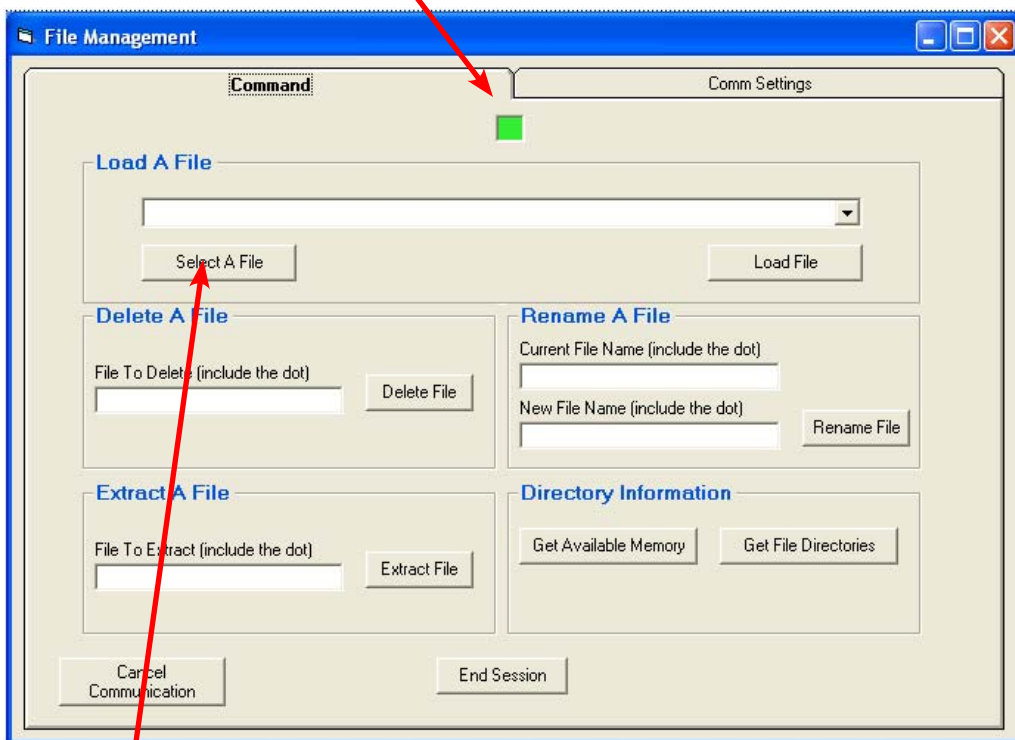 File Management
Command
Comm Settings
Load A File
Select A File
Load File
Delete A File
File To Delete (include the dot)
Delete File
Rename A File
Current File Name (include the dot)
New File Name (include the dot)
Rename File
Extract A File
File To Extract (include the dot)
Extract File
Directory Information
Get Available Memory
Get File Directories
Cancel
Communication
End Session